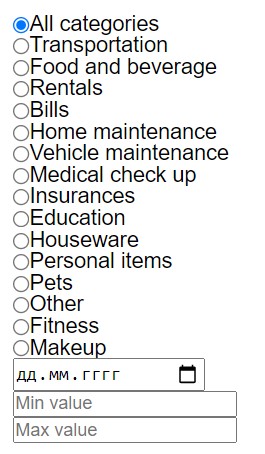 All categories
Transportation
Food and beverage
Rentals
Bills
Home maintenance
Vehicle maintenance
Medical check up
Insurances
Education
Houseware
Personal items
Pets
Other
Fitness
Makeup
дд.мм.гггг
Min value
Max value